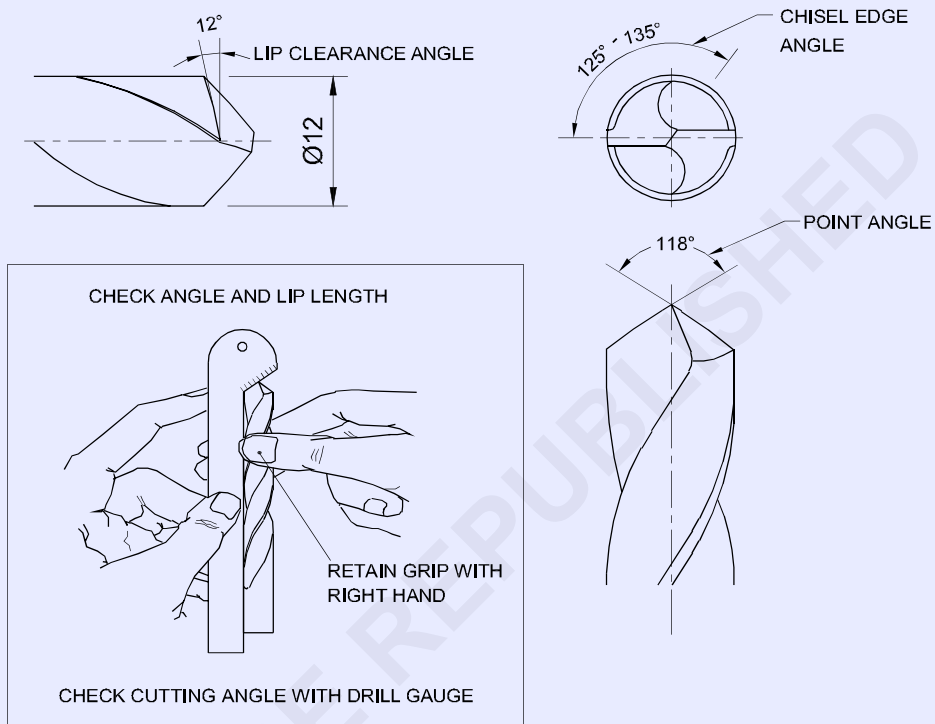 12°
LIP CLEARANCE ANGLE
Ø12
125° - 135°
CHISEL EDGE
ANGLE
118°
POINT ANGLE
CHECK ANGLE AND LIP LENGTH
RETAIN GRIP WITH
RIGHT HAND
CHECK CUTTING ANGLE WITH DRILL GAUGE
E REPUBLISHED